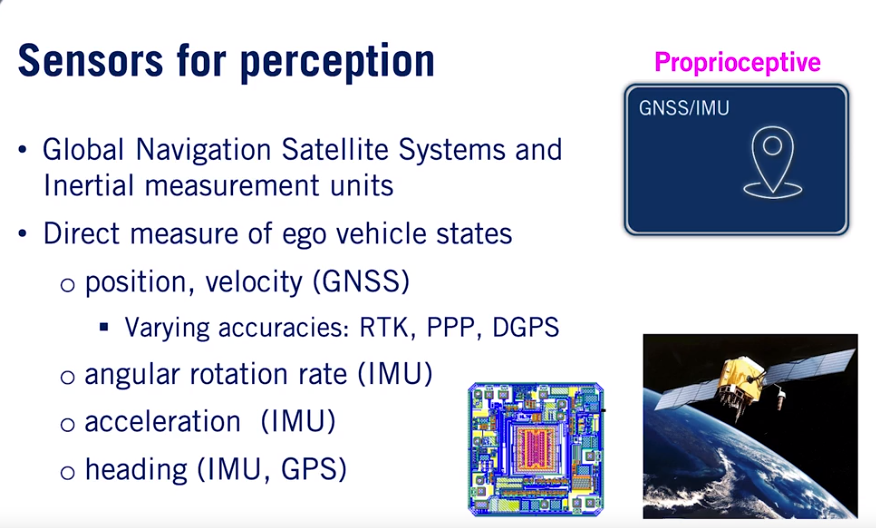 Sensors for perception
Proprioceptive
GNSS/IMU
• Global Navigation Satellite Systems and
Inertial measurement units
• Direct measure of ego vehicle states
o position, velocity (GNSS)
▪ Varying accuracies: RTK, PPP, DGPS
o angular rotation rate (IMU)
o acceleration (IMU)
o heading (IMU, GPS)